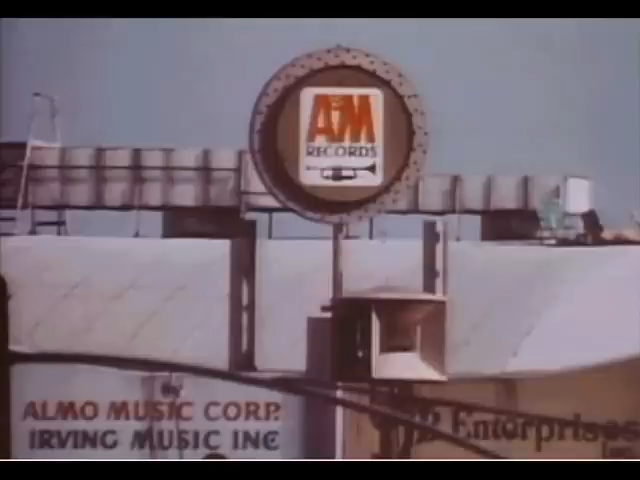 A&M
RECORDS
ALMO MUSIC CORP.
IRVING MUSIC INC
Enterprises